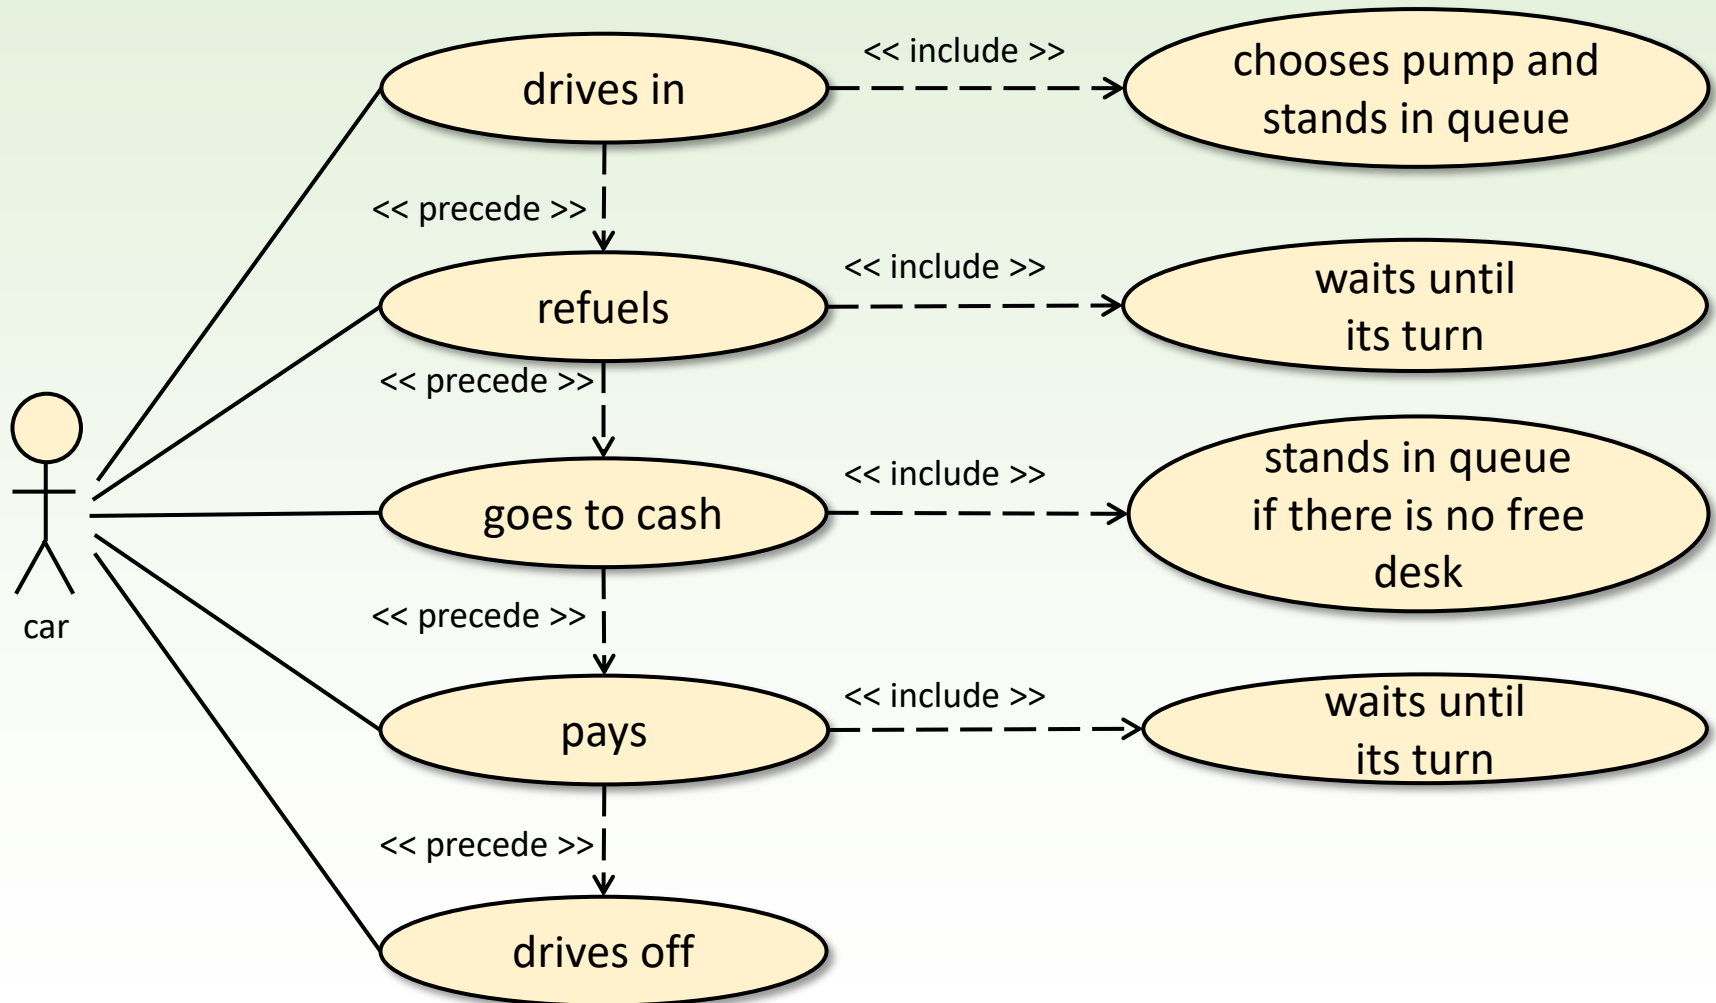 drives in
<< include >>
chooses pump and
stands in queue
<< precede >>
refuels
<< include >>
waits until
its turn
<< precede >>
goes to cash
<< include >>
stands in queue
if there is no free
desk
car
<< precede >>
pays
<< include >>
waits until
its turn
<< precede >>
drives off